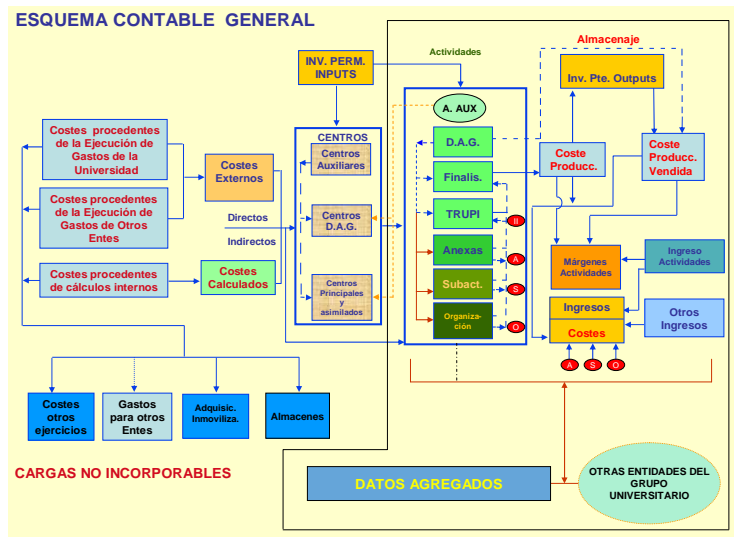 ESQUEMA CONTABLE GENERAL
Actividades
Almacenaje
INV. PERM.
INPUTS
Inv. Pte. Outputs
A. AUX
CENTROS
Centros
Auxiliares
Costes procedentes
de la Ejecución de
Gastos de la
Universidad
Costes
Externos
D.A.G.
Finalis.
Coste
Producc.
Coste
Producc.
Vendida
Costes procedentes
de la Ejecución de
Gastos de Otros
Entes
Directos
Indirectos
Centros
D.A.G.
TRUPI
II
Anexas
A
Márgenes
Actividades
Ingreso
Actividades
Costes procedentes
de cálculos internos
Costes
Calculados
Centros
Principales
y
asimilados
Subact.
S
Organiza-
ción
O
Ingresos
Costes
Otros
Ingresos
A
S
O
Costes
otros
ejercicios
Gastos
para otros
Entes
Adquisic.
Inmoviliza.
Almacenes
CARGAS NO INCORPORABLES
DATOS AGREGADOS
OTRAS ENTIDADES DEL
GRUPO
UNIVERSITARIO